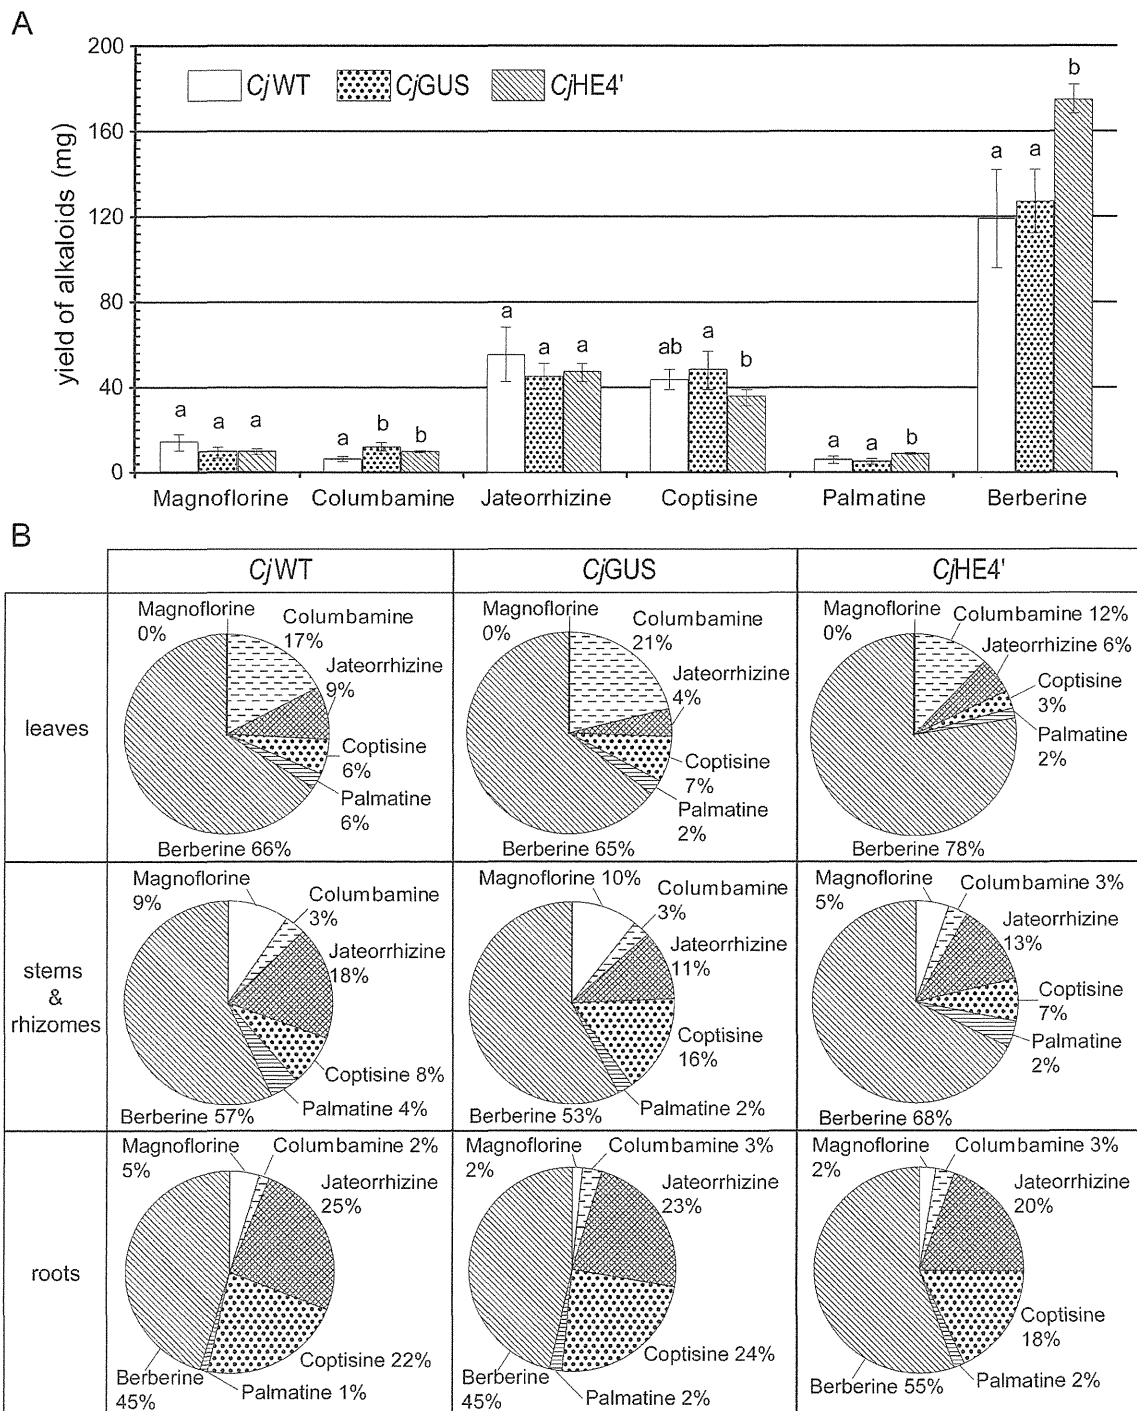 A
yield of alkaloids (mg)
200
160
120
80
40
0
CjWT
CjGUS
CjHE4'
a
a
a
a
b
b
a
a
a
ab
a
b
a
a
b
a
a
b
Magnoflorine
Columbamine
Jateorrhizine
Coptisine
Palmatine
Berberine
B
CjWT
CjGUS
CjHE4'
leaves
Magnoflorine
0%
Columbamine
17%
Jateorrhizine
9%
Coptisine
6%
Palmatine
6%
Berberine 66%
Magnoflorine
0%
Columbamine
21%
Jateorrhizine
4%
Coptisine
7%
Palmatine
2%
Berberine 65%
Magnoflorine
0%
Columbamine 12%
Jateorrhizine 6%
Coptisine
3%
Palmatine
2%
Berberine 78%
stems
&
rhizomes
Magnoflorine
9%
Columbamine
3%
Jateorrhizine
18%
Coptisine 8%
Palmatine 4%
Berberine 57%
Magnoflorine 10%
Columbamine
3%
Jateorrhizine
11%
Coptisine
16%
Palmatine 2%
Berberine 53%
Magnoflorine
5%
Columbamine 3%
Jateorrhizine
13%
Coptisine
7%
Palmatine
2%
Berberine 68%
roots
Magnoflorine
5%
Columbamine 2%
Jateorrhizine
25%
Coptisine 22%
Palmatine 1%
Berberine
45%
Magnoflorine
2%
Columbamine 3%
Jateorrhizine
23%
Coptisine 24%
Palmatine 2%
Berberine
45%
Magnoflorine
2%
Columbamine 3%
Jateorrhizine
20%
Coptisine
18%
Palmatine 2%
Berberine 55%